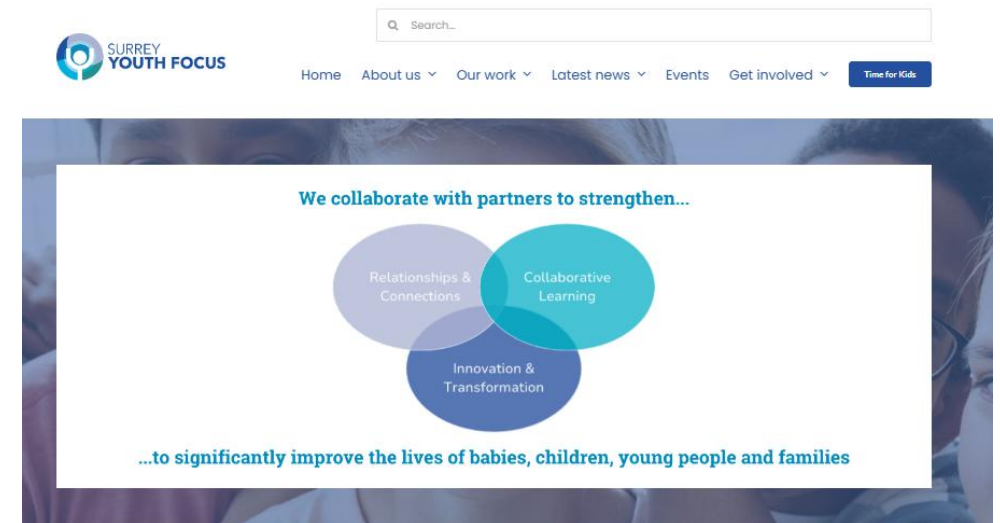 Search...
SURREY
YOUTH FOCUS
Home About us Our work Latest news Events Get involved Time for Kids
We collaborate with partners to strengthen...
Relationships &
Connections
Collaborative
Learning
Innovation &
Transformation
...to significantly improve the lives of babies, children, young people and families